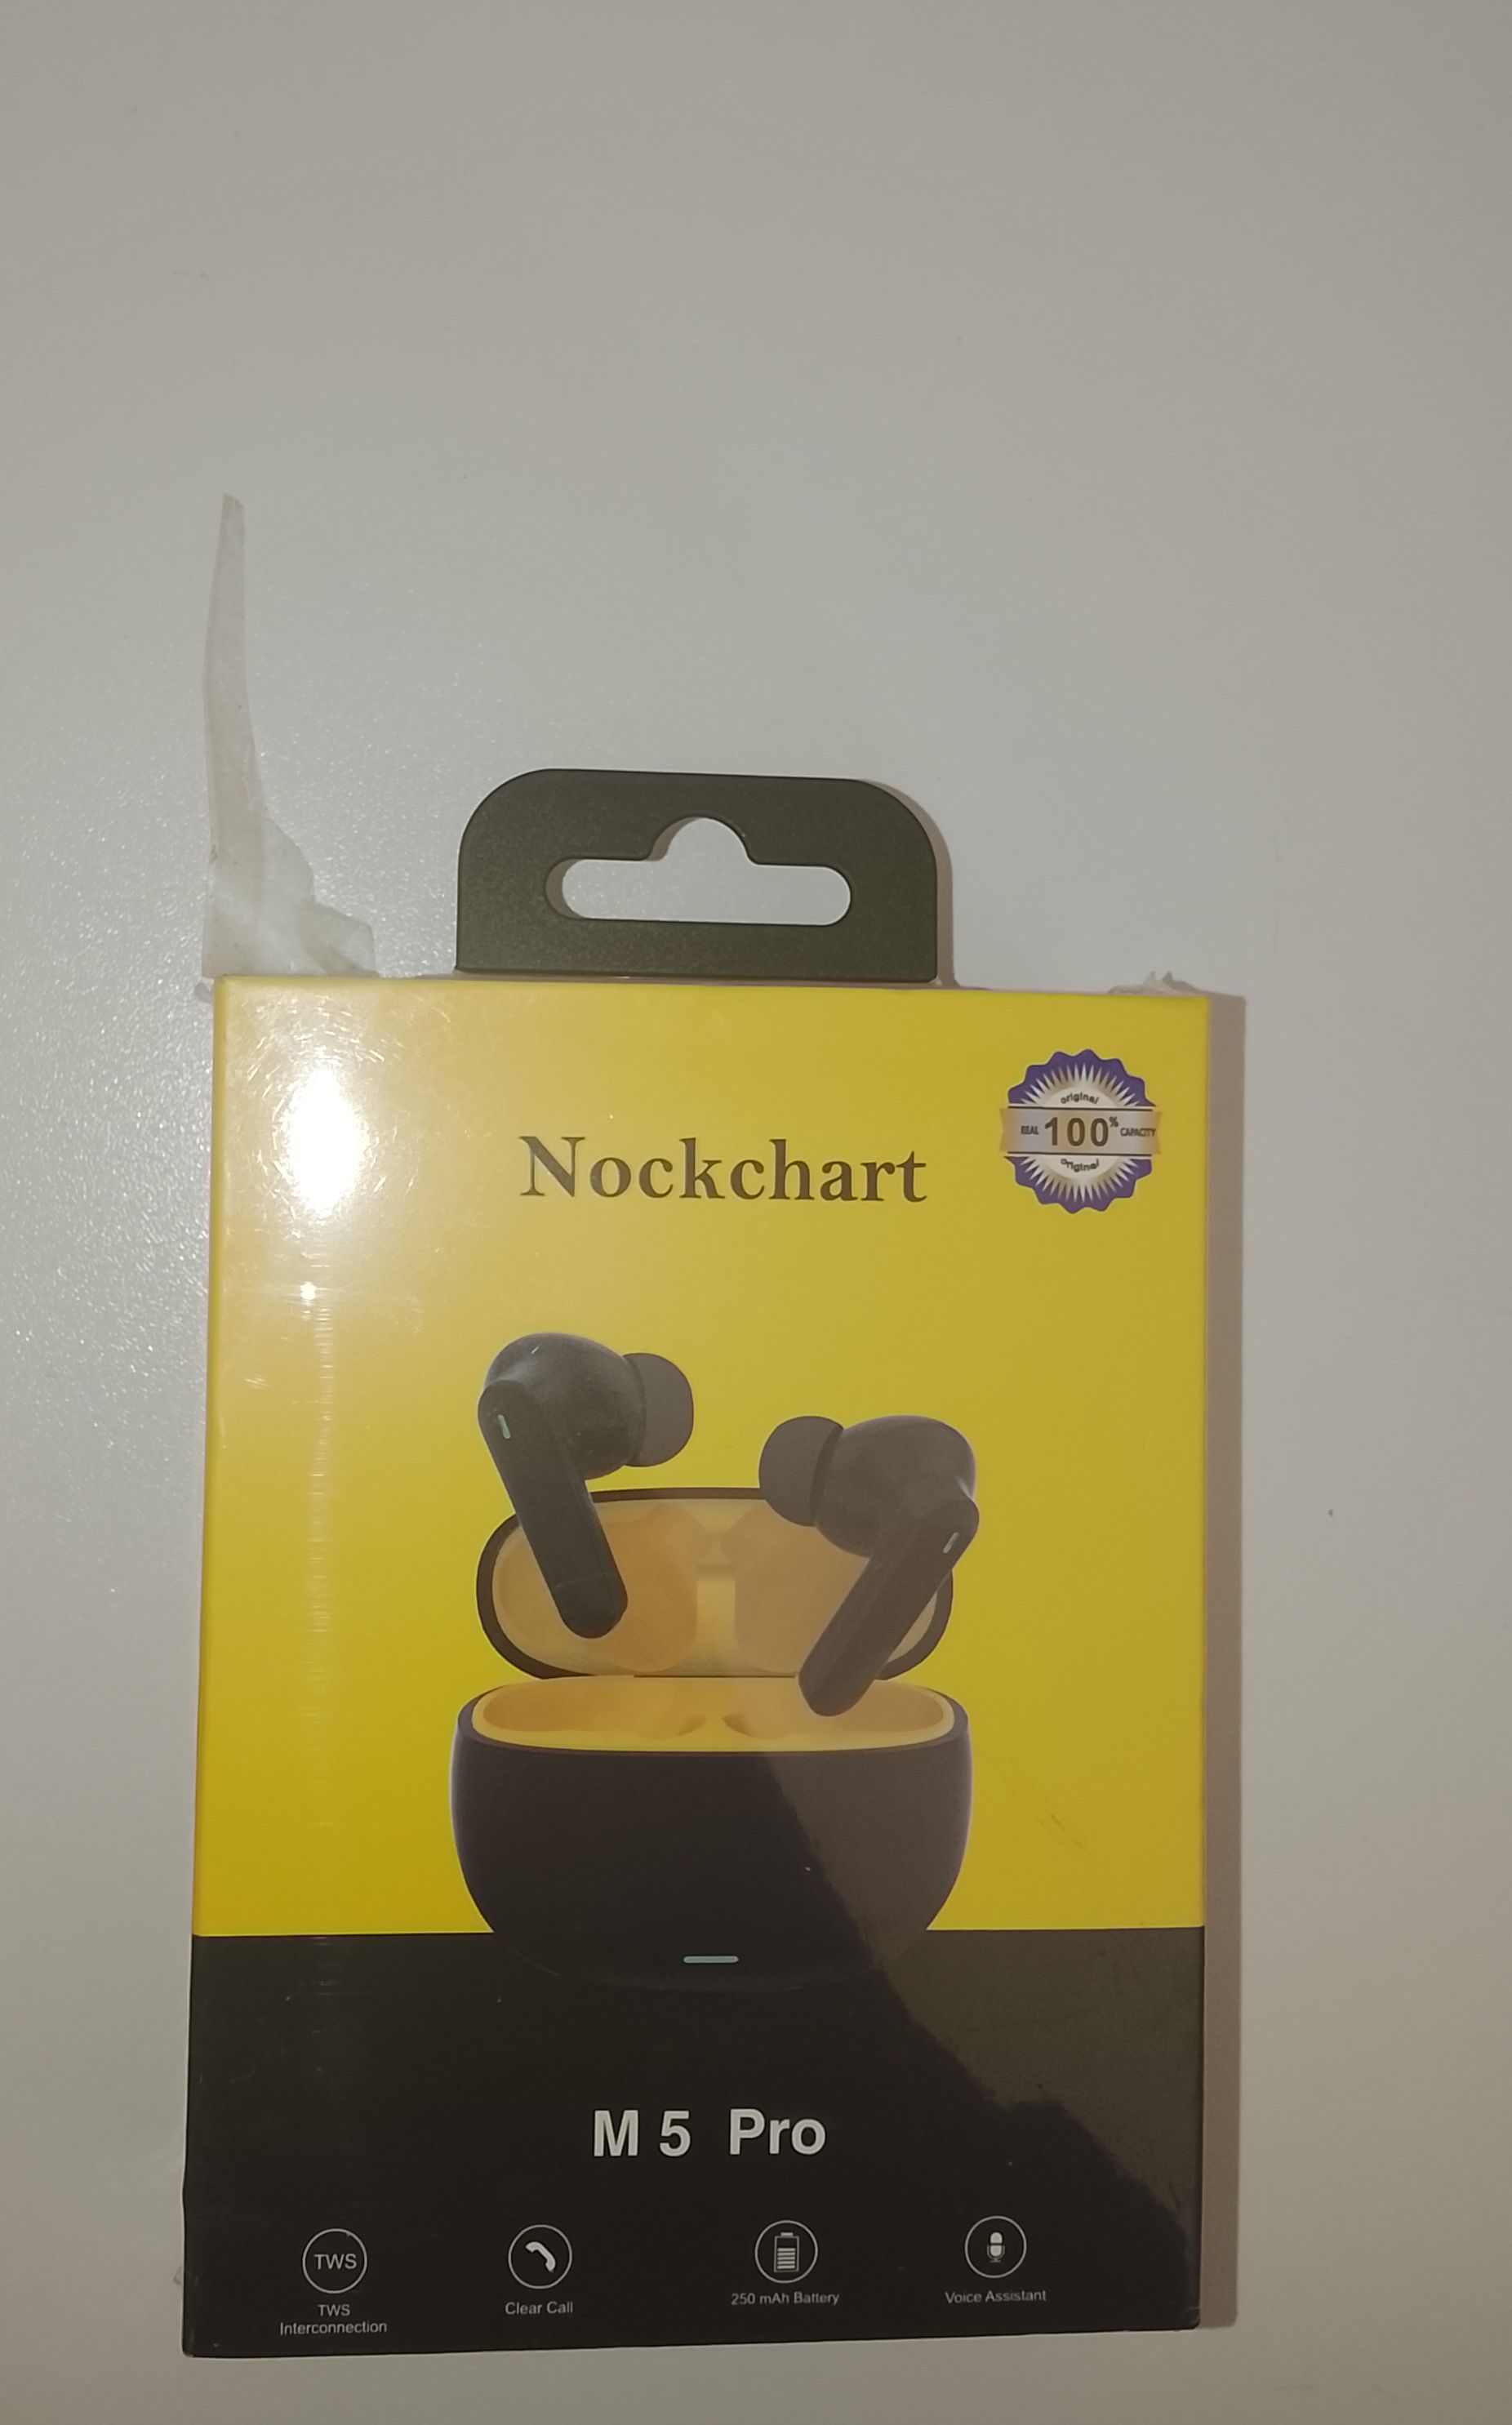 Nockchart
original
REAL 100% CAPACITY
original
M 5 Pro
TWS
TWS
Interconnection
Clear Call
250 mAh Battery
Voice Assistant